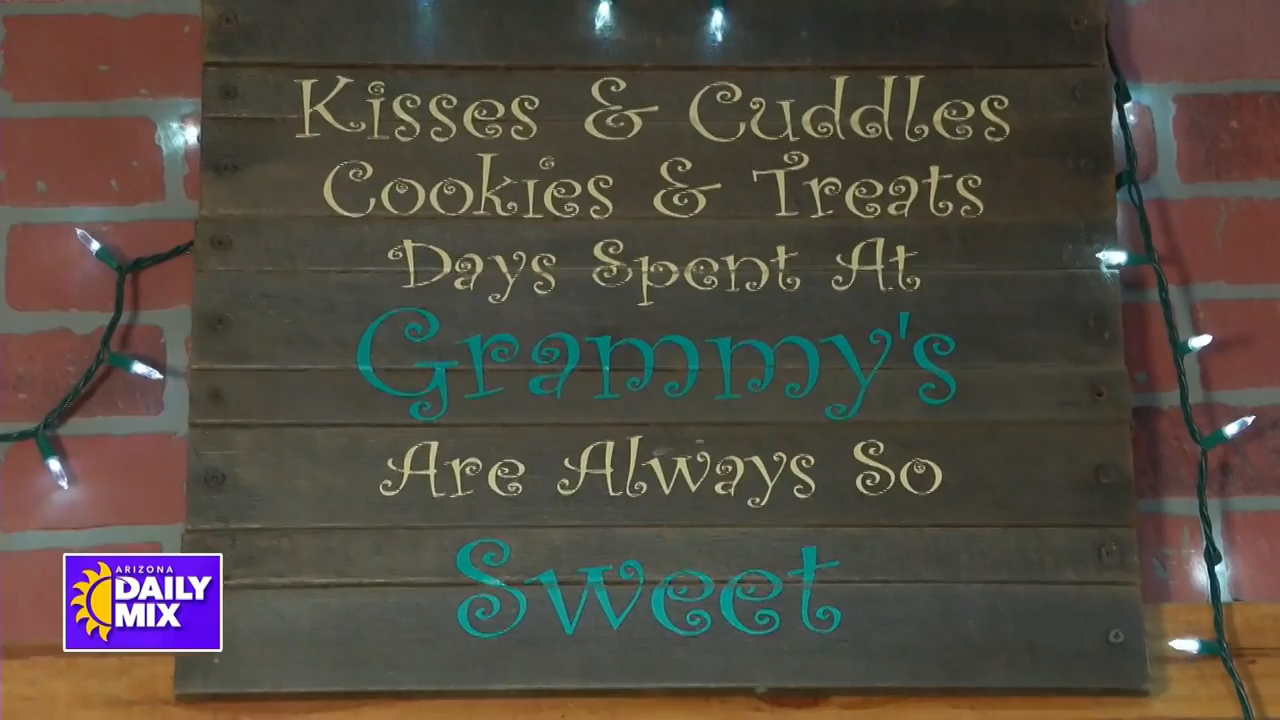 Kisses & Cuddles
Cookies & Treats
Days Spent At
Grammy's
Are Always So
Sweet
ARIZONA
DAILY
MIX